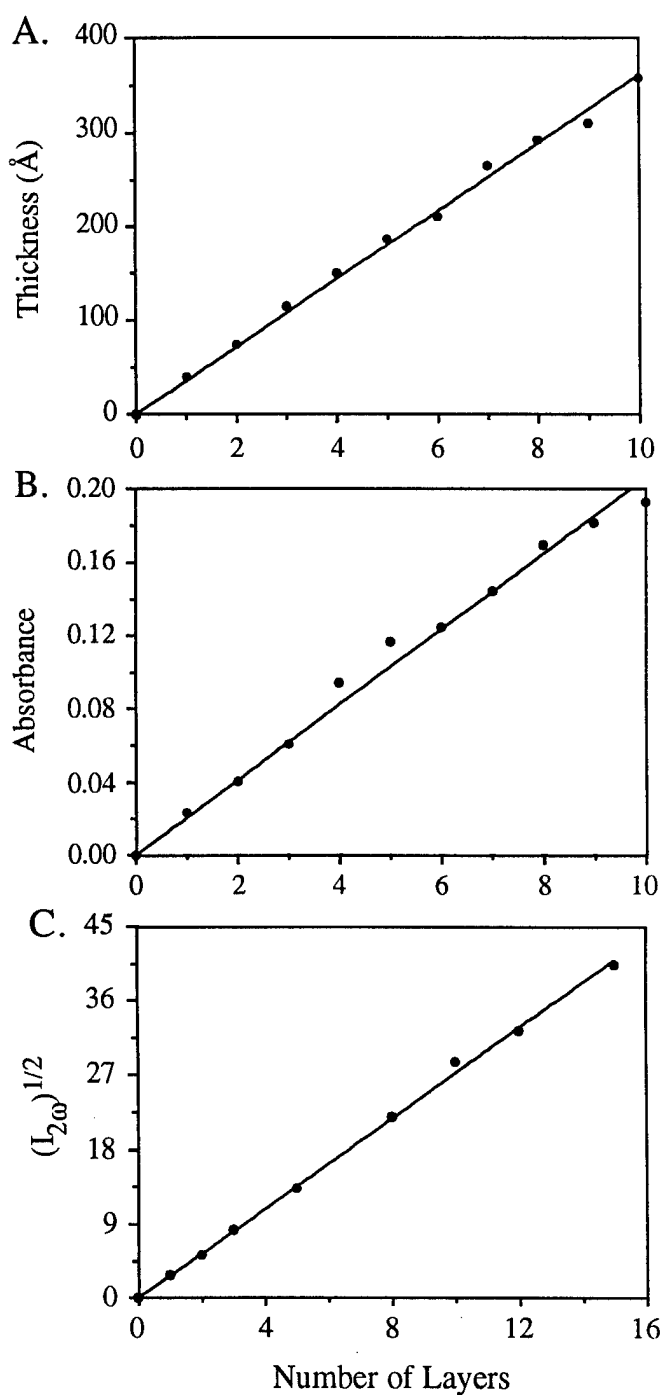 A.
400
300
200
100
0
Thickness (Å)
0 2 4 6 8 10
B.
0.20
0.16
0.12
0.08
0.04
0.00
Absorbance
0 2 4 6 8 10
C.
45
36
27
18
9
0
(I2ω)1/2
0 4 8 12 16
Number of Layers